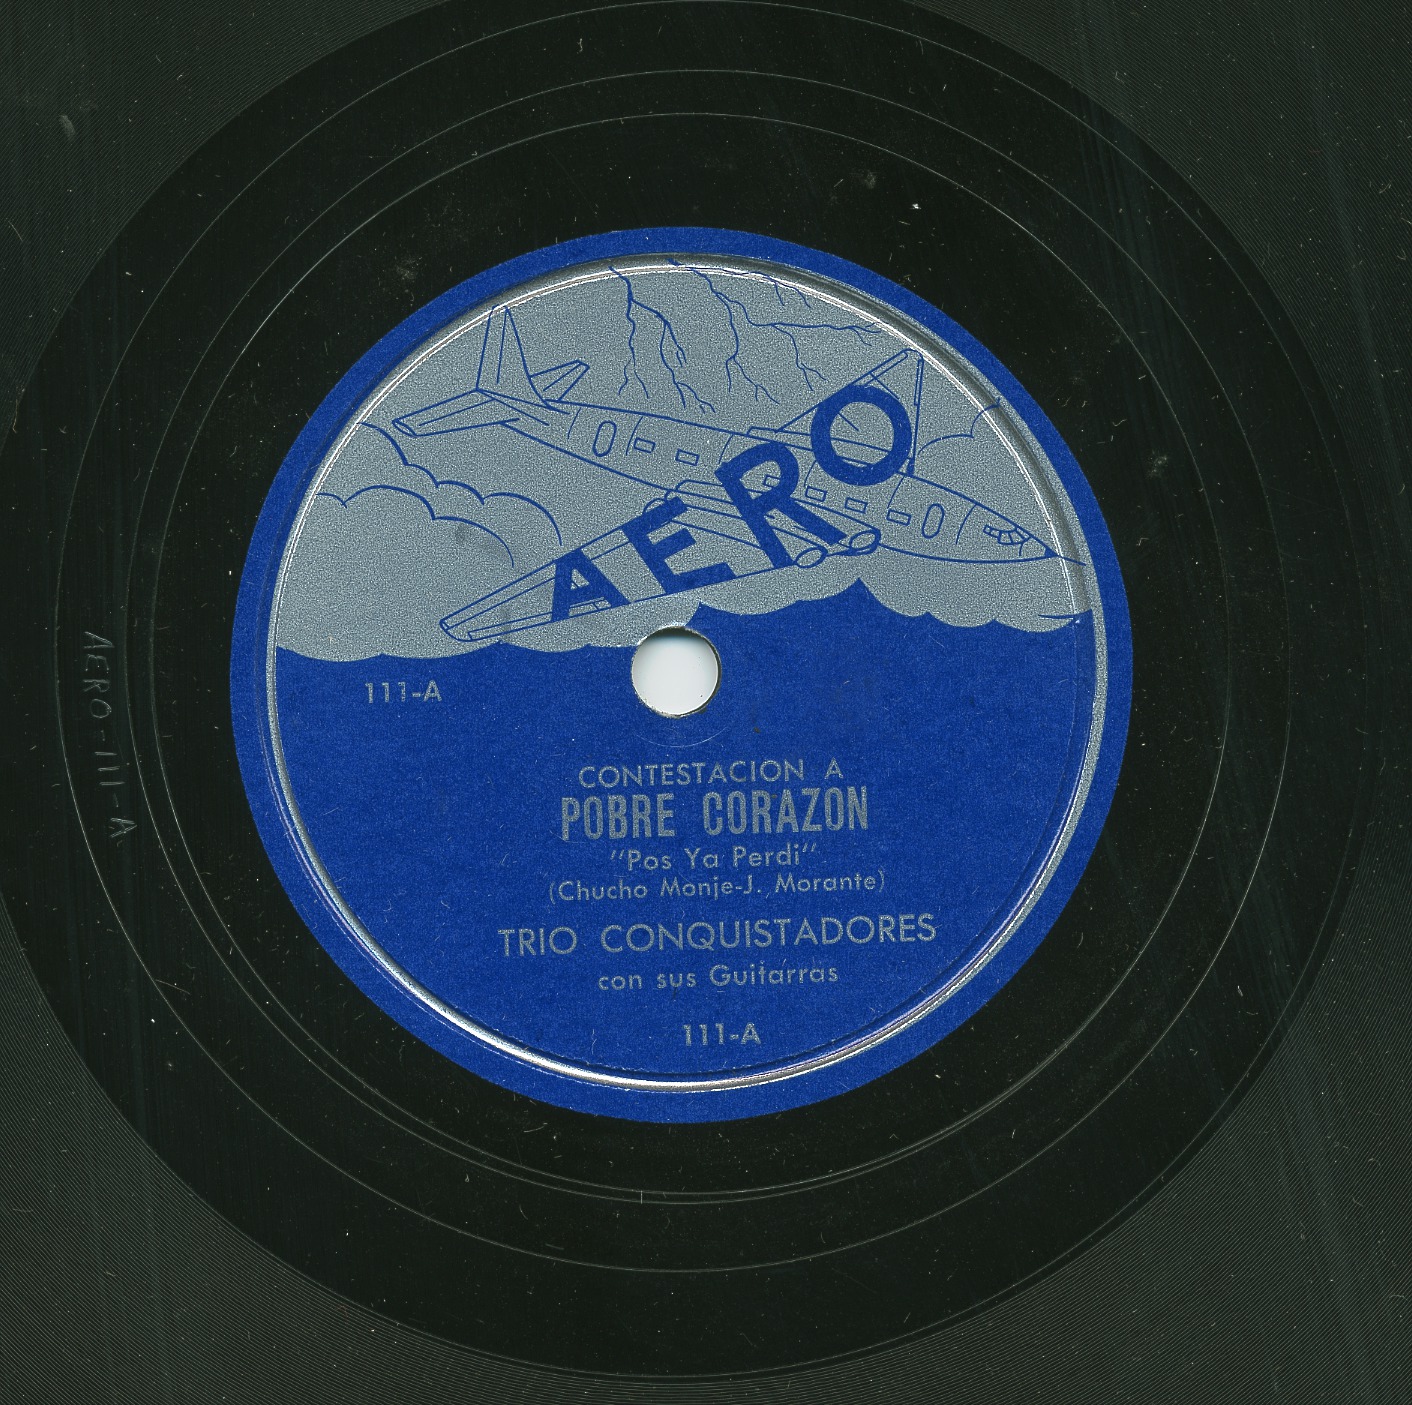 AERO
111-A
CONTESTACION A
POBRE CORAZON
"Pos Ya Perdi"
(Chucho Monje-J. Morante)
TRIO CONQUISTADORES
con sus Guitarras
111-A
AERO-111-A